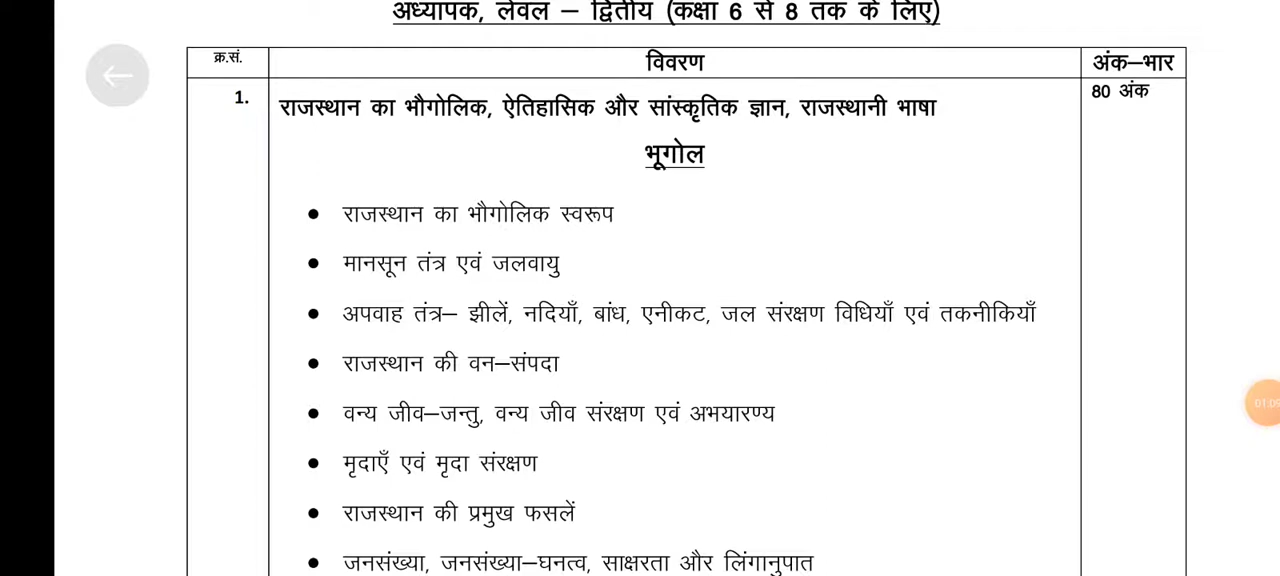 अध्यापक, लेवल – द्वितीय (कक्षा 6 से 8 तक के लिए)
क्र.सं. विवरण अंक–भार
1. राजस्थान का भौगोलिक, ऐतिहासिक और सांस्कृतिक ज्ञान, राजस्थानी भाषा 80 अंक
भूगोल
• राजस्थान का भौगोलिक स्वरूप
• मानसून तंत्र एवं जलवायु
• अपवाह तंत्र– झीलें, नदियाँ, बांध, एनीकट, जल संरक्षण विधियाँ एवं तकनीकियाँ
• राजस्थान की वन–संपदा
• वन्य जीव–जन्तु, वन्य जीव संरक्षण एवं अभयारण्य
• मृदाएँ एवं मृदा संरक्षण
• राजस्थान की प्रमुख फसलें
• जनसंख्या, जनसंख्या–घनत्व, साक्षरता और लिंगानुपात